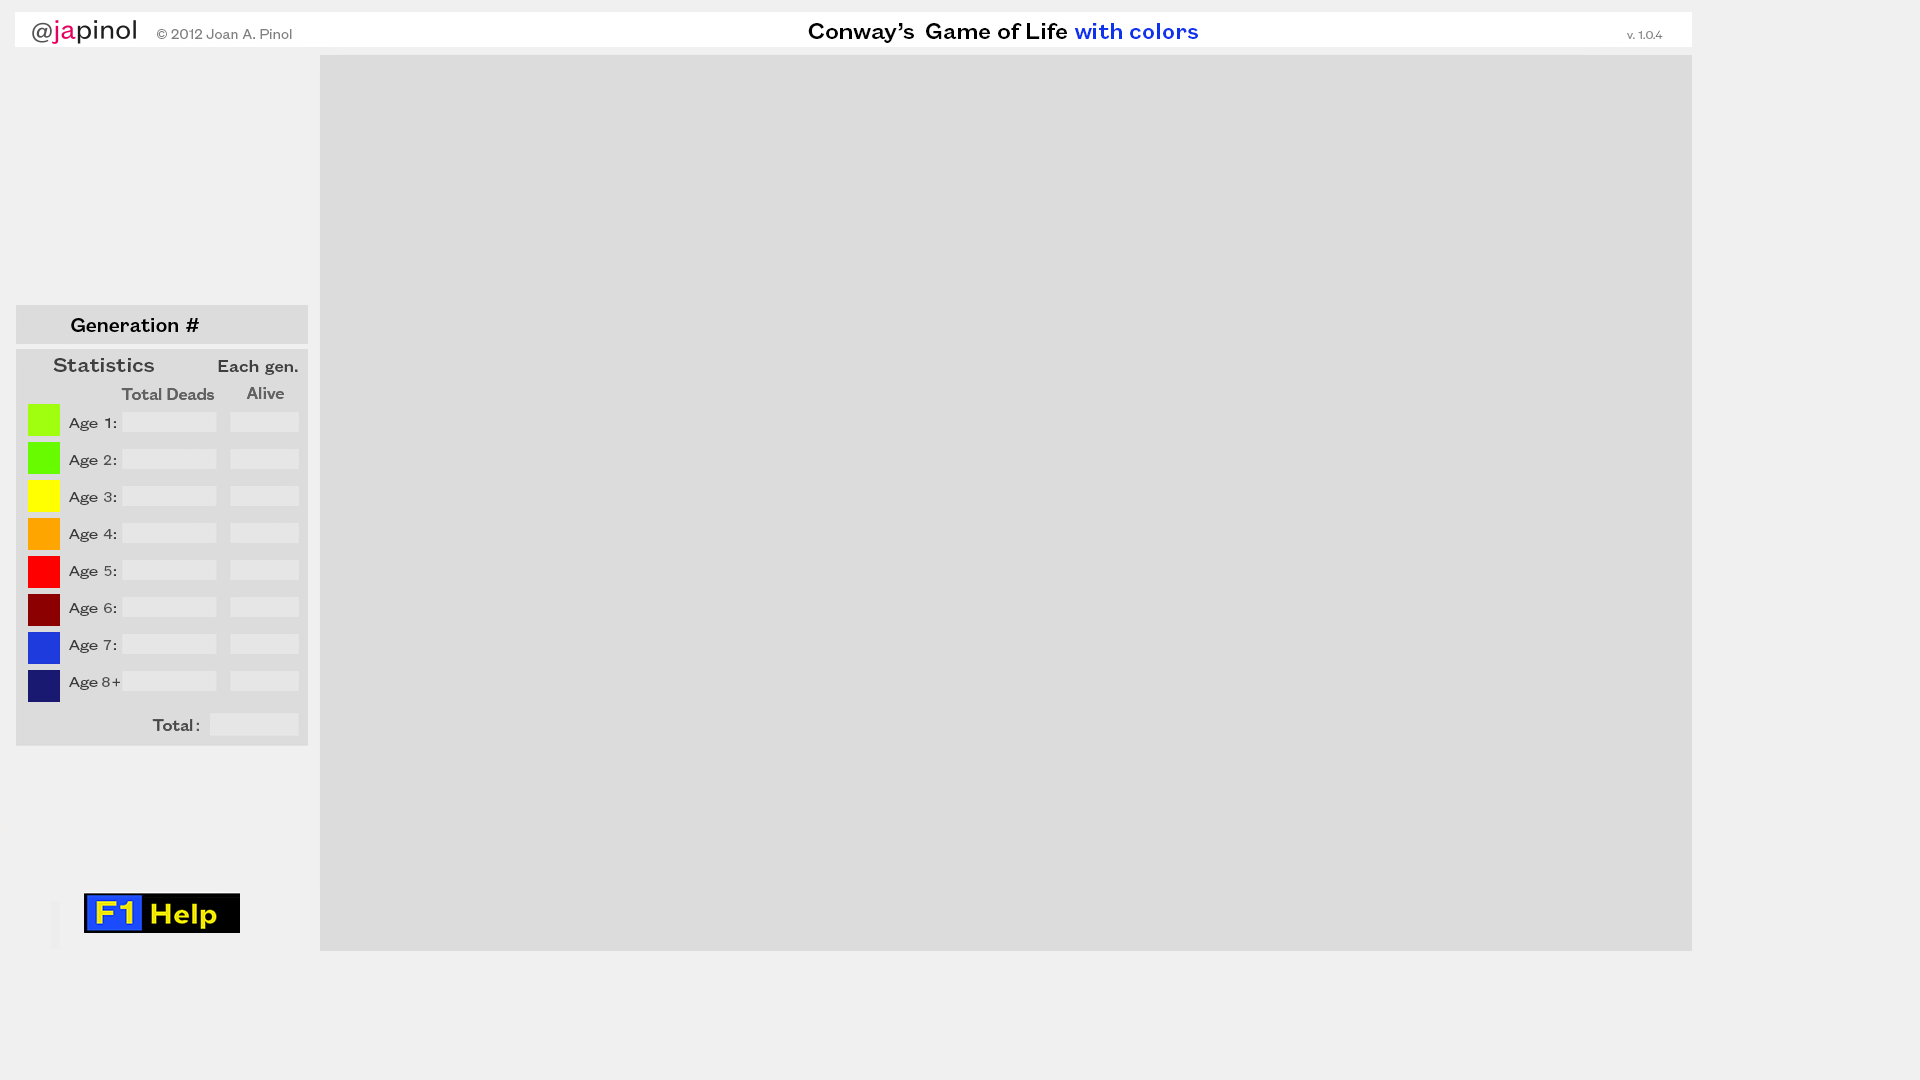 @japinol © 2012 Joan A. Pinol Conway's Game of Life with colors v. 1.0.4
Generation #
Statistics Each gen.
Total Deads Alive
Age 1:
Age 2:
Age 3:
Age 4:
Age 5:
Age 6:
Age 7:
Age 8+
Total :
F1 Help